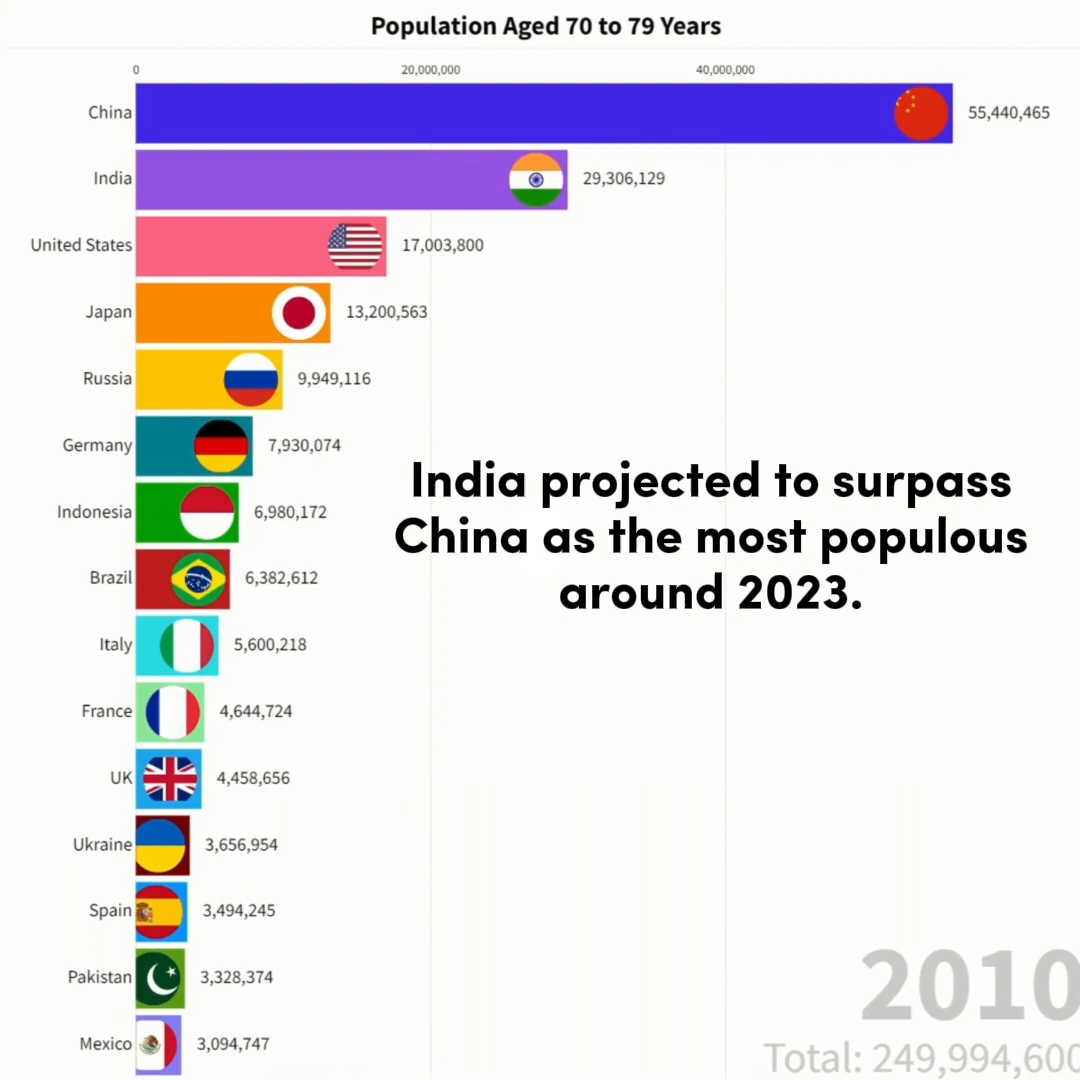 Population Aged 70 to 79 Years
0 20,000,000 40,000,000
China 55,440,465
India 29,306,129
United States 17,003,800
Japan 13,200,563
Russia 9,949,116
Germany 7,930,074
Indonesia 6,980,172
Brazil 6,382,612
Italy 5,600,218
France 4,644,724
UK 4,458,656
Ukraine 3,656,954
Spain 3,494,245
Pakistan 3,328,374
Mexico 3,094,747
India projected to surpass
China as the most populous
around 2023.
2010
Total: 249,994,600